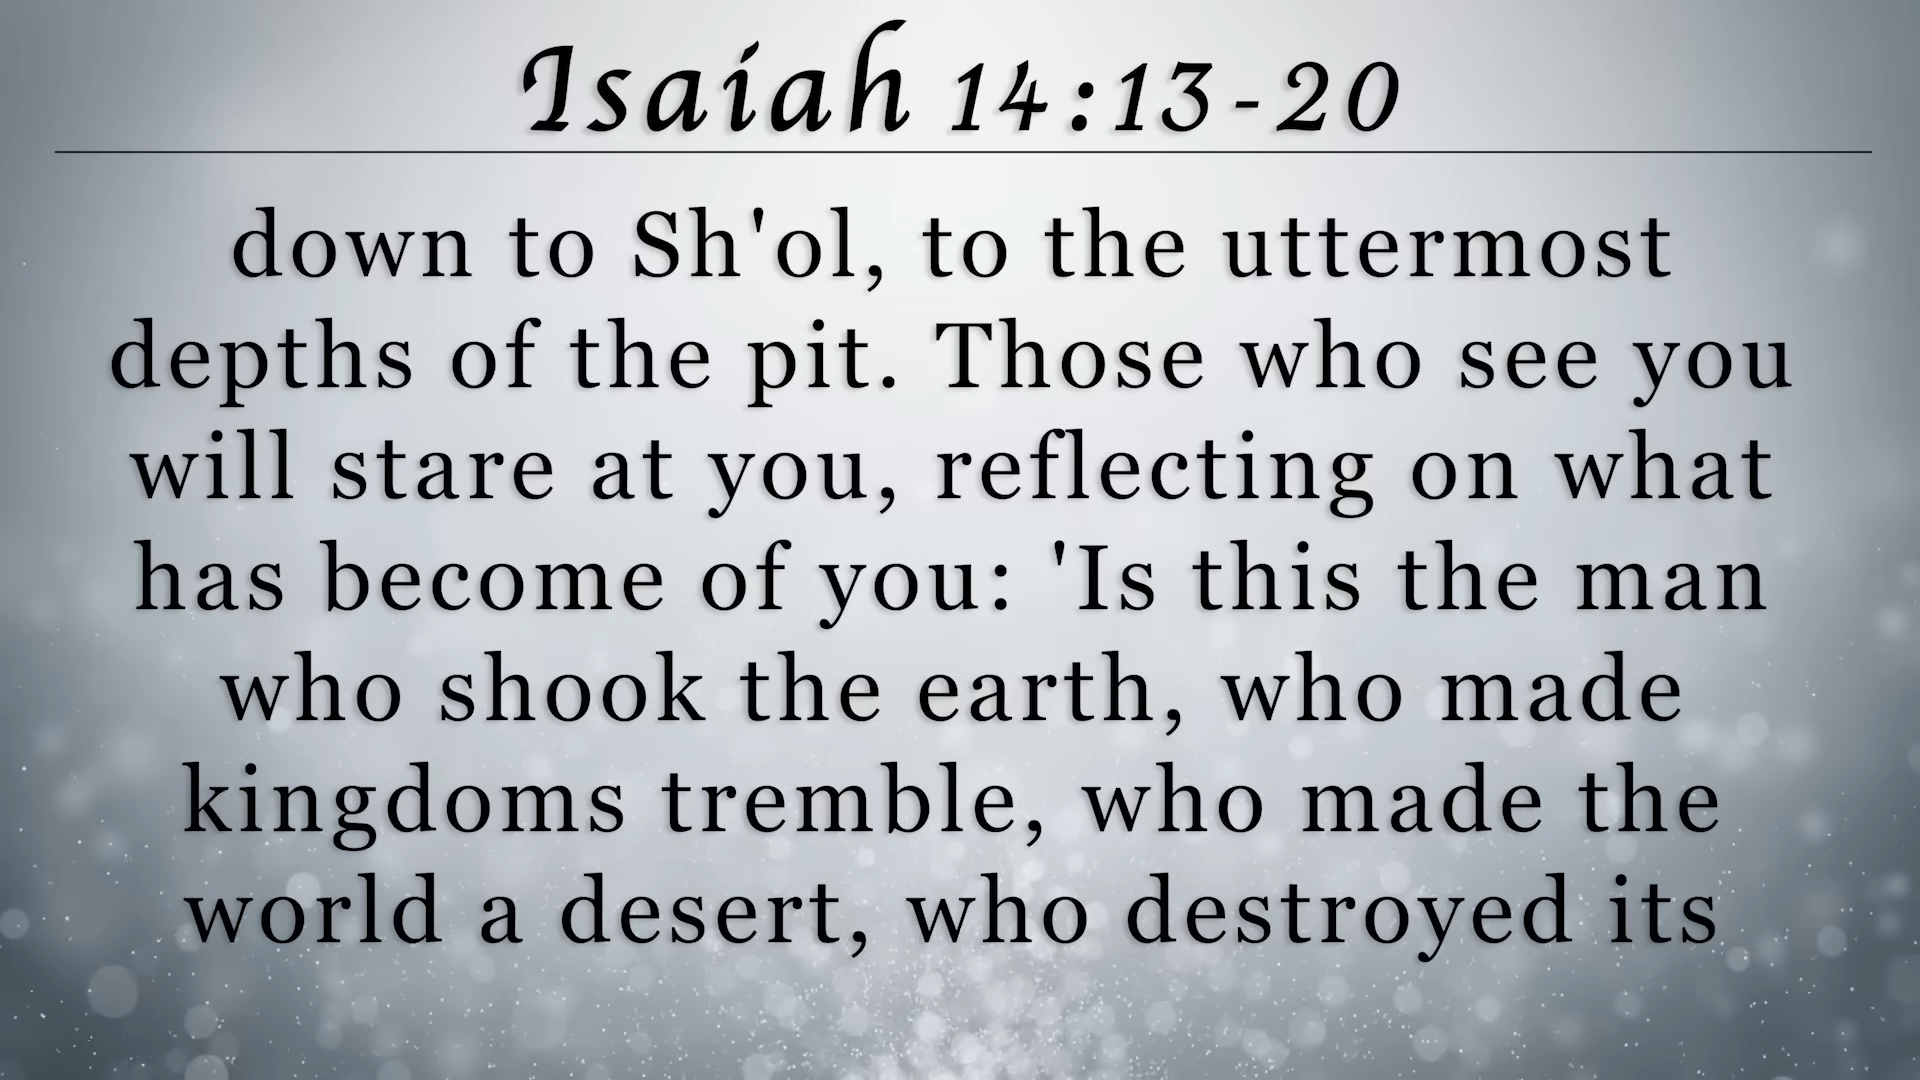 Isaiah 14:13-20
down to Sh'ol, to the uttermost
depths of the pit. Those who see you
will stare at you, reflecting on what
has become of you: 'Is this the man
who shook the earth, who made
kingdoms tremble, who made the
world a desert, who destroyed its